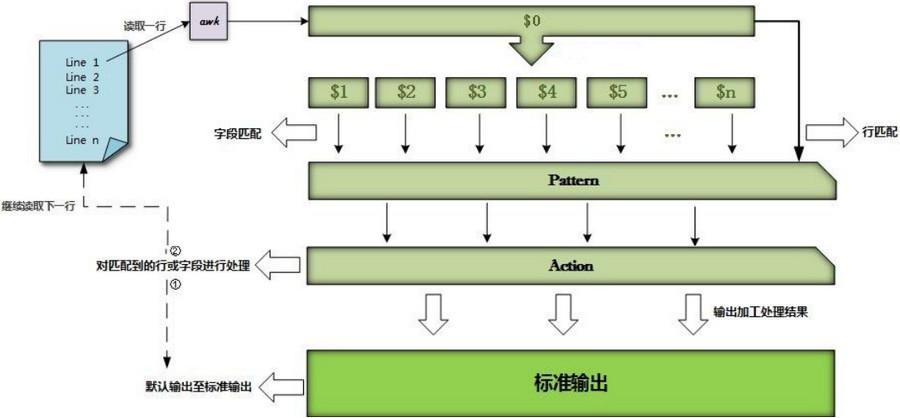 读取一行
awk
$0
Line 1
Line 2
Line 3
...
...
Line n
$1
$2
$3
$4
$5
...
$n
字段匹配
...
行匹配
Pattern
继续读取下一行
②
对匹配到的行或字段进行处理
①
Action
输出加工处理结果
默认输出至标准输出
标准输出